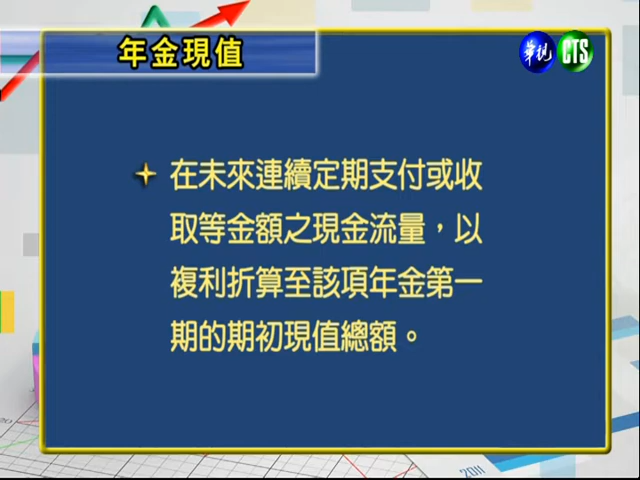 年金現值
華視 CTS
在未來連續定期支付或收
取等金額之現金流量，以
複利折算至該項年金第一
期的期初現值總額。
2011